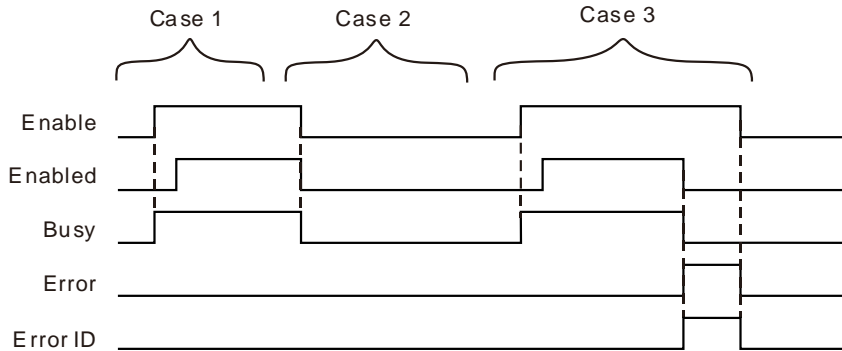 Case 1
Case 2
Case 3
Enable
Enabled
Busy
Error
Error ID